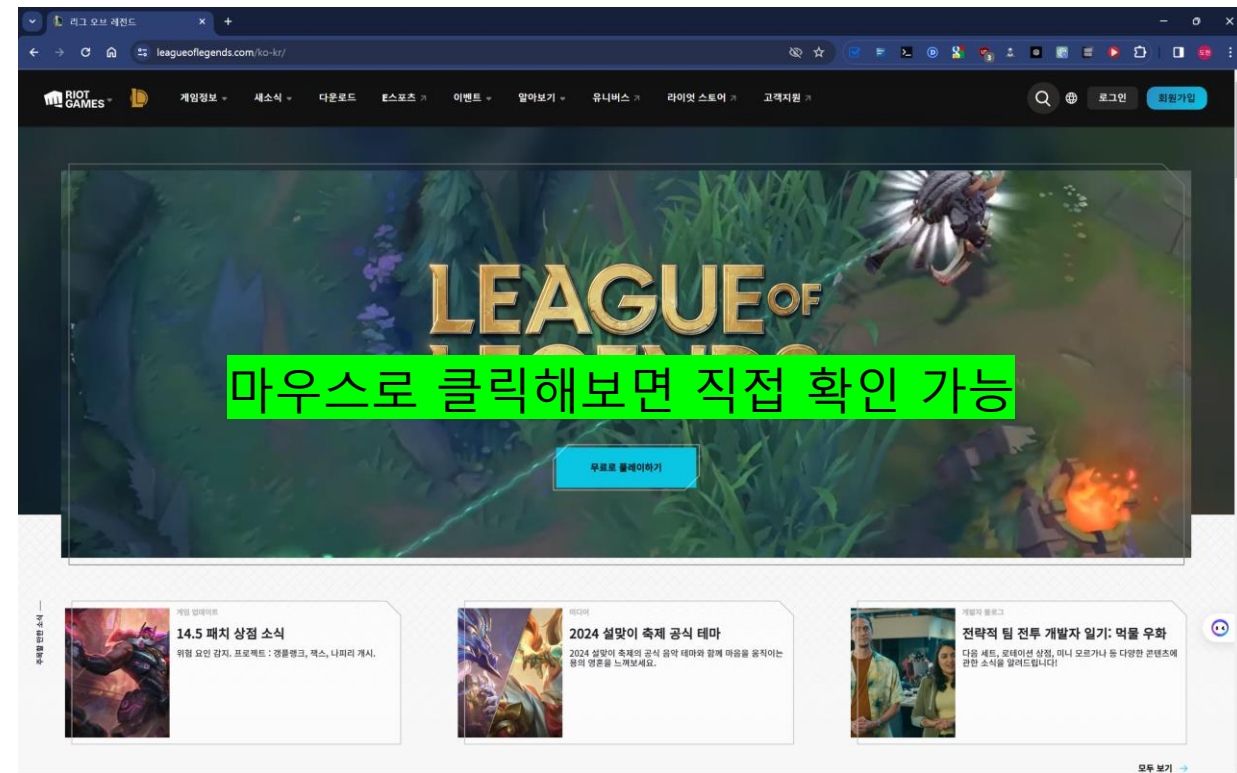 리그 오브 레전드
leagueoflegends.com/ko-kr/
RIOT GAMES 게임정보 새소식 다운로드 E스포츠 이벤트 알아보기 유니버스 라이엇 스토어 고객지원 로그인 회원가입
LEAGUE OF
LEGENDS
마우스로 클릭해보면 직접 확인 가능
무료로 플레이하기
주목할 만한 소식
게임 업데이트
14.5 패치 상점 소식
위험 요인 감지. 프로젝트 : 갱플랭크, 잭스, 나피리 개시.
미디어
2024 설맞이 축제 공식 테마
2024 설맞이 축제의 공식 음악 테마와 함께 마음을 움직이는
용의 영혼을 느껴보세요.
개발자 블로그
전략적 팀 전투 개발자 일기: 먹물 우화
다음 세트, 로테이션 상점, 미니 모르가나 등 다양한 콘텐츠에
관한 소식을 알려드립니다!
모두 보기